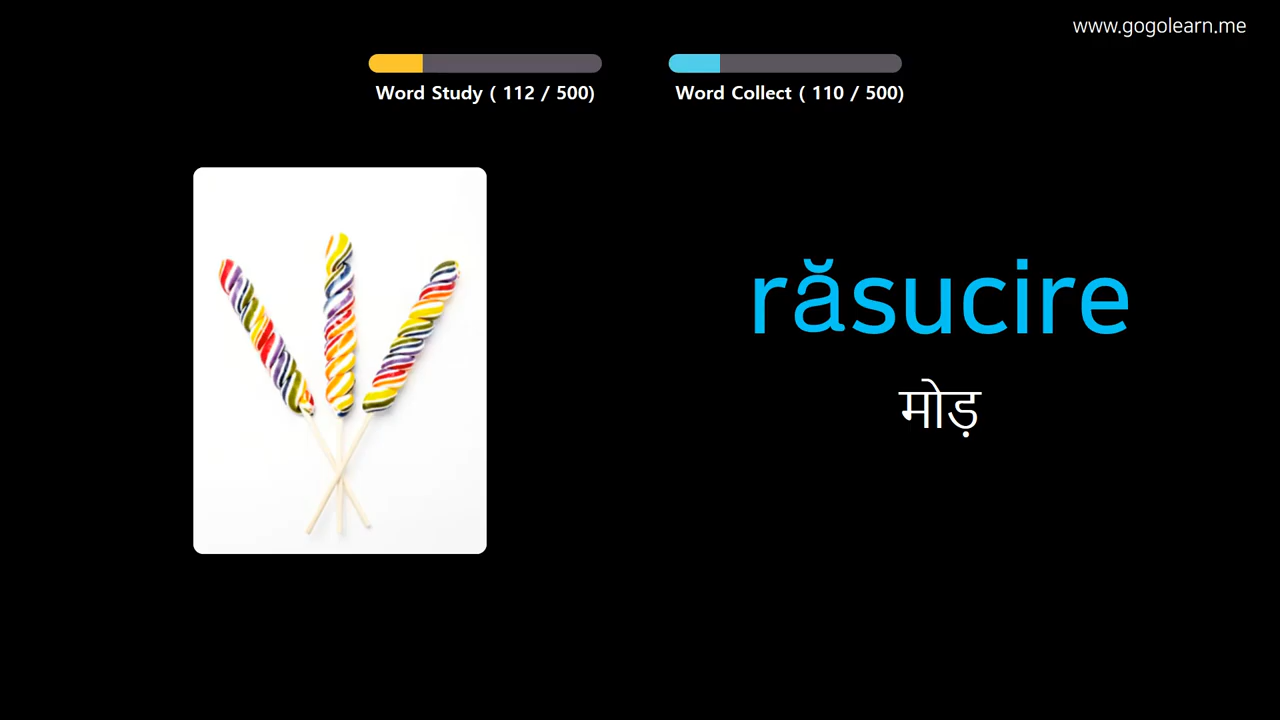 www.gogolearn.me
Word Study ( 112 / 500)
Word Collect ( 110 / 500)
răsucire
मोड़